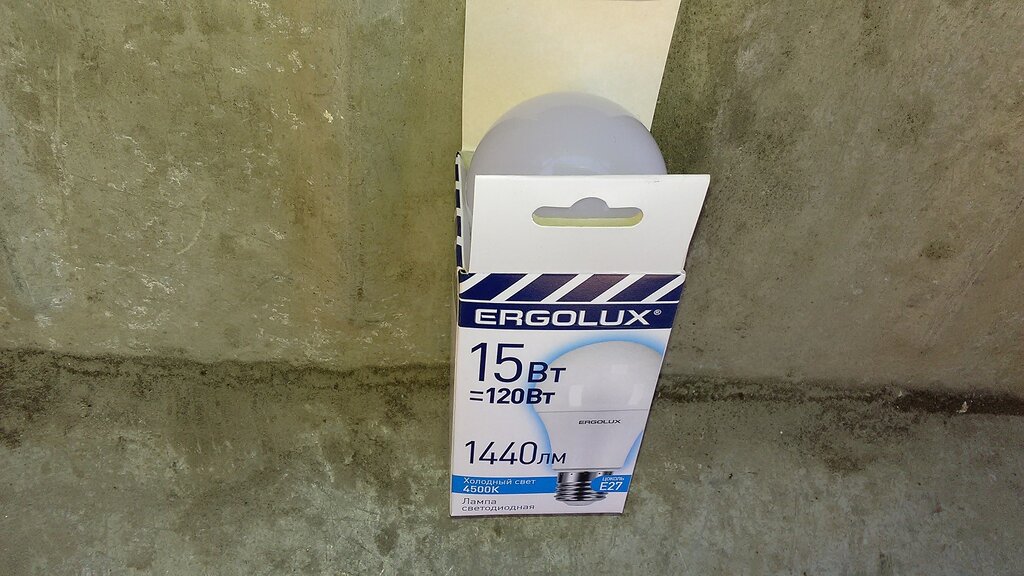 ERGOLUX®
15Вт
=120Вт
ERGOLUX
1440лм
Холодный свет
4500K
цоколь
E27
Лампа
светодиодная